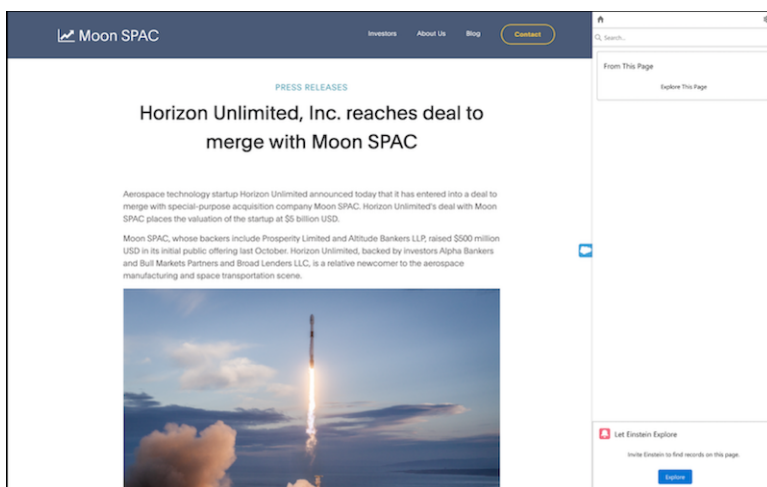 Moon SPAC
Investors
About Us
Blog
Contact
Search...
PRESS RELEASES
Horizon Unlimited, Inc. reaches deal to
merge with Moon SPAC
Aerospace technology startup Horizon Unlimited announced today that it has entered into a deal to
merge with special-purpose acquisition company Moon SPAC. Horizon Unlimited's deal with Moon
SPAC places the valuation of the startup at $5 billion USD.
Moon SPAC, whose backers include Prosperity Limited and Altitude Bankers LLP, raised $500 million
USD in its initial public offering last October. Horizon Unlimited, backed by investors Alpha Bankers
and Bull Markets Partners and Broad Lenders LLC, is a relative newcomer to the aerospace
manufacturing and space transportation scene.
From This Page
Explore This Page
Let Einstein Explore
Invite Einstein to find records on this page.
Explore